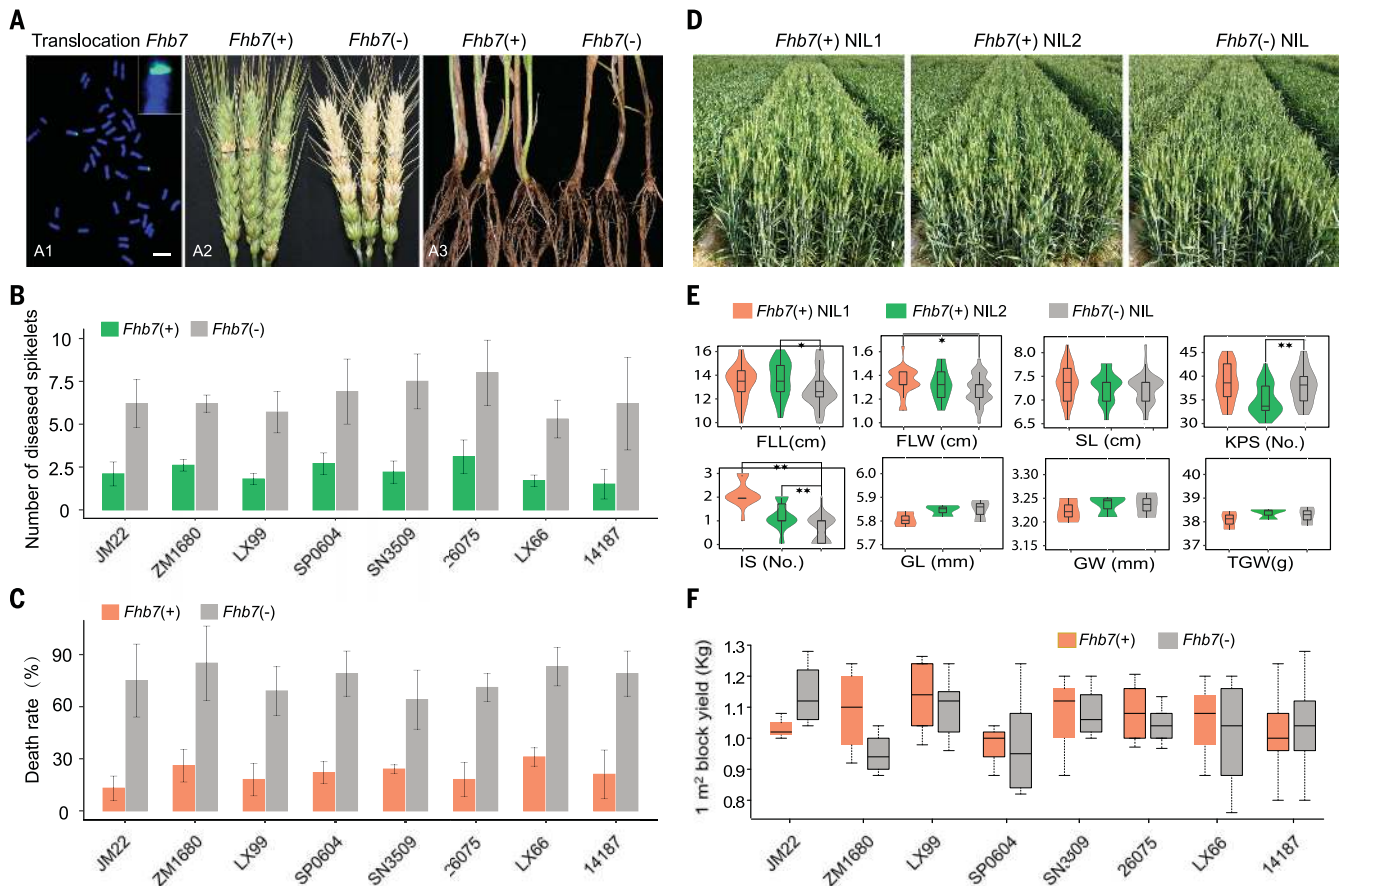 A
Translocation Fhb7
Fhb7(+)
Fhb7(-)
Fhb7(+)
Fhb7(-)
A1
A2
A3
B
Fhb7(+)
Fhb7(-)
Number of diseased spikelets
10
7.5
5.0
2.5
0
JM22
ZM1680
LX99
SP0604
SN3509
26075
LX66
14187
C
Fhb7(+)
Fhb7(-)
Death rate (%)
90
60
30
0
JM22
ZM1680
LX99
SP0604
SN3509
26075
LX66
14187
D
Fhb7(+) NIL1
Fhb7(+) NIL2
Fhb7(-) NIL
E
Fhb7(+) NIL1
Fhb7(+) NIL2
Fhb7(-) NIL
16
14
12
10
*
FLL(cm)
1.6
1.4
1.2
1.0
*
FLW (cm)
8.0
7.5
7.0
6.5
SL (cm)
45
40
35
30
**
KPS (No.)
3
2
1
0
**
**
IS (No.)
6.0
5.9
5.8
5.7
GL (mm)
3.30
3.25
3.20
3.15
GW (mm)
40
39
38
37
TGW(g)
F
Fhb7(+)
Fhb7(-)
1 m² block yield (Kg)
1.3
1.2
1.1
1.0
0.9
0.8
JM22
ZM1680
LX99
SP0604
SN3509
26075
LX66
14187